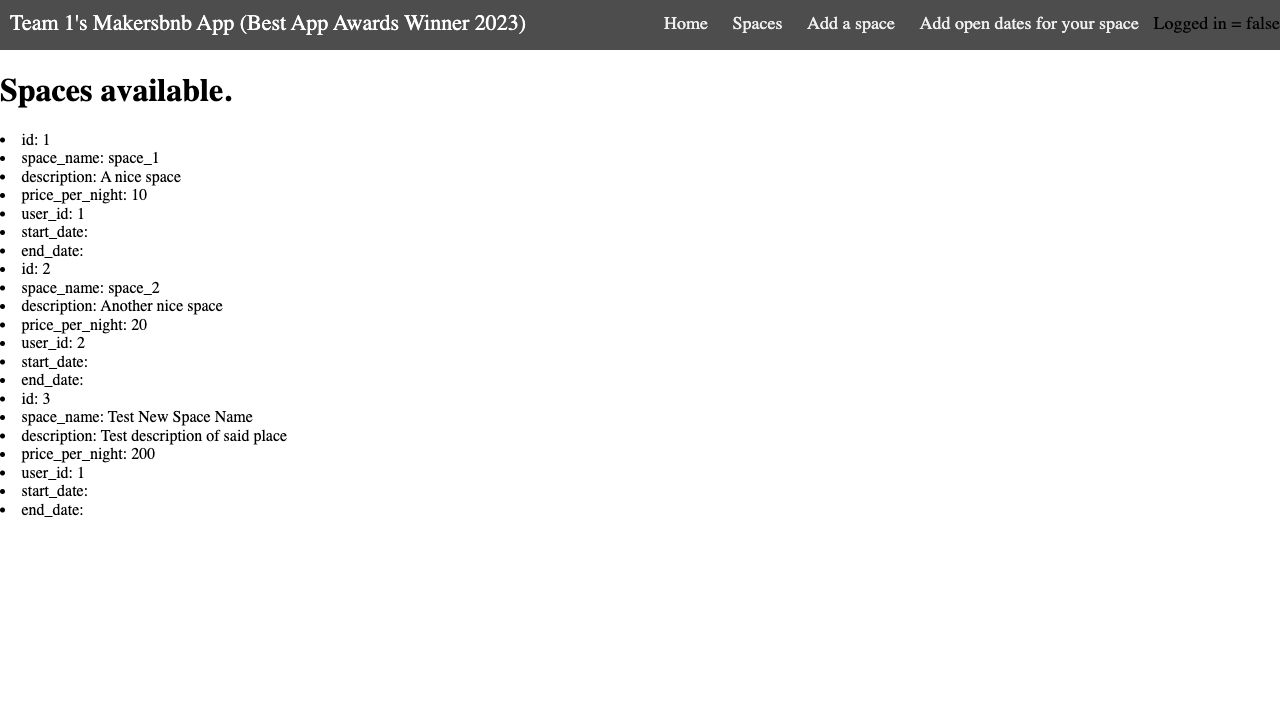 Team 1's Makersbnb App (Best App Awards Winner 2023) Home Spaces Add a space Add open dates for your space Logged in = false
Spaces available.
id: 1
space_name: space_1
description: A nice space
price_per_night: 10
user_id: 1
start_date:
end_date:
id: 2
space_name: space_2
description: Another nice space
price_per_night: 20
user_id: 2
start_date:
end_date:
id: 3
space_name: Test New Space Name
description: Test description of said place
price_per_night: 200
user_id: 1
start_date:
end_date: